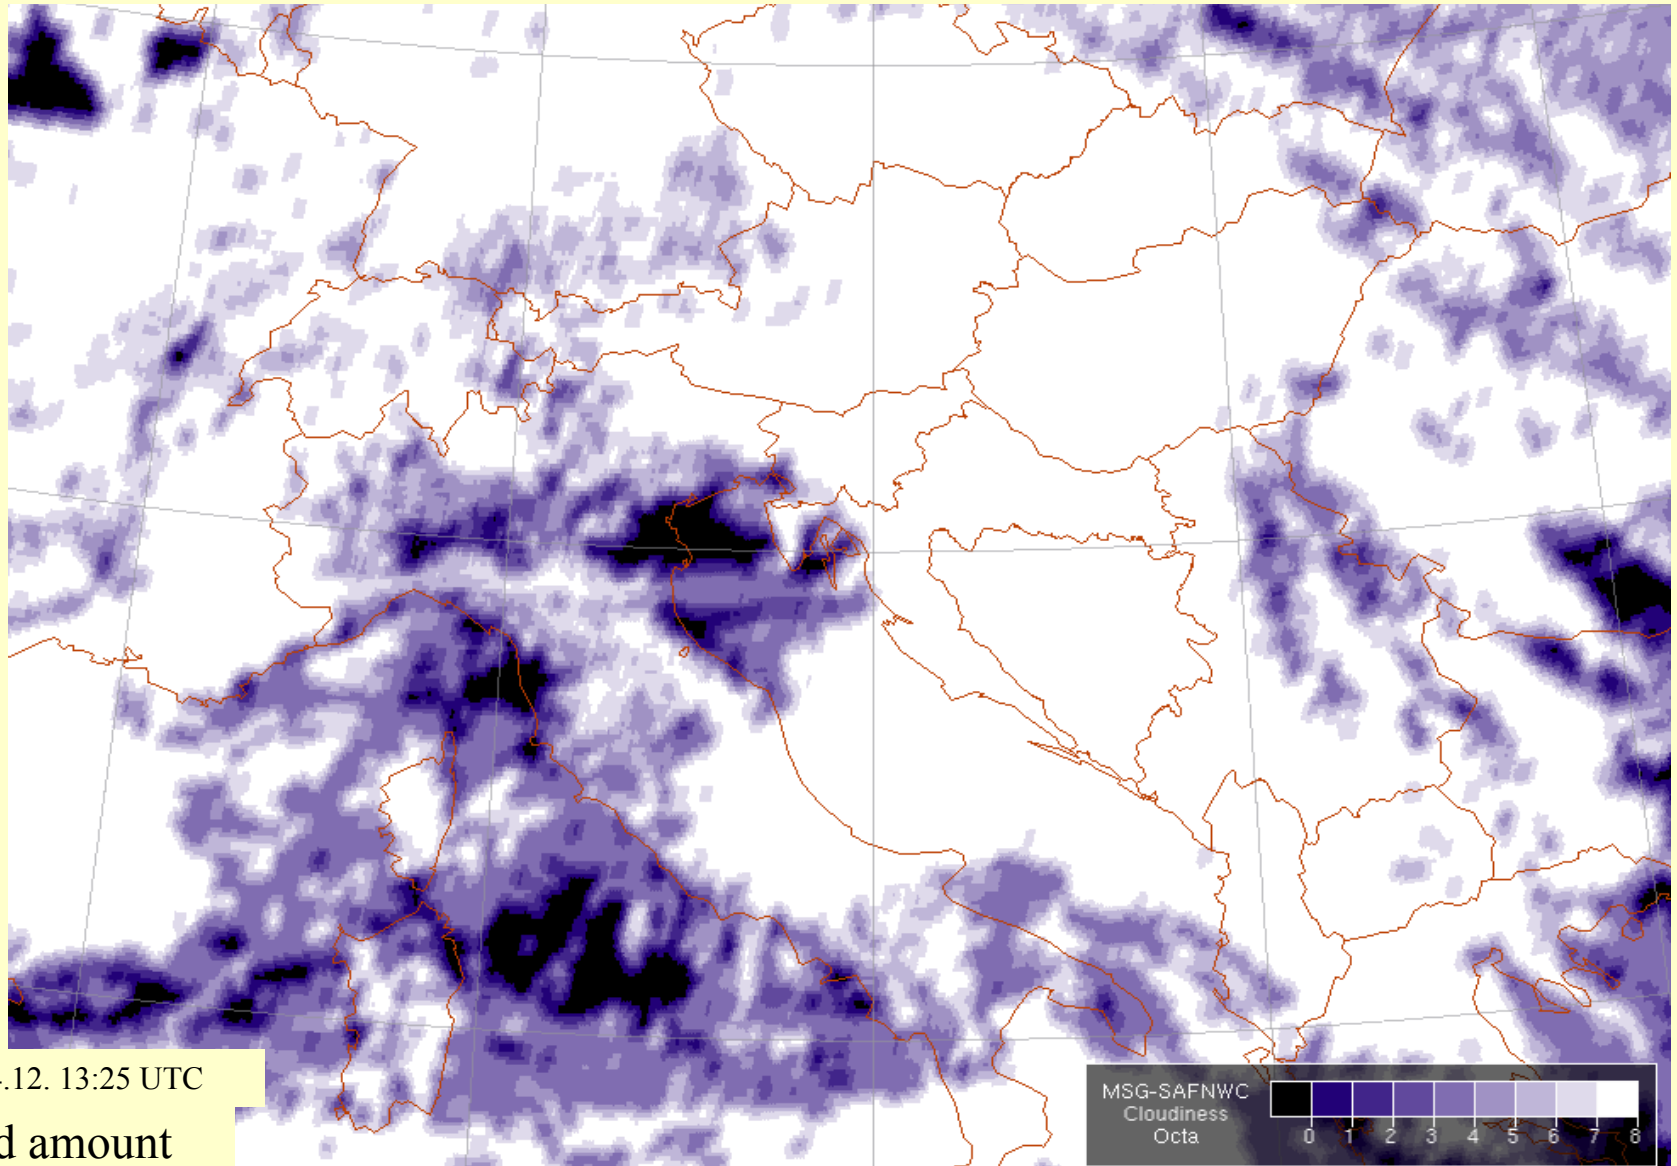 .12. 13:25 UTC
d amount
MSG-SAFNWC
Cloudiness
Octa
0 1 2 3 4 5 6 7 8